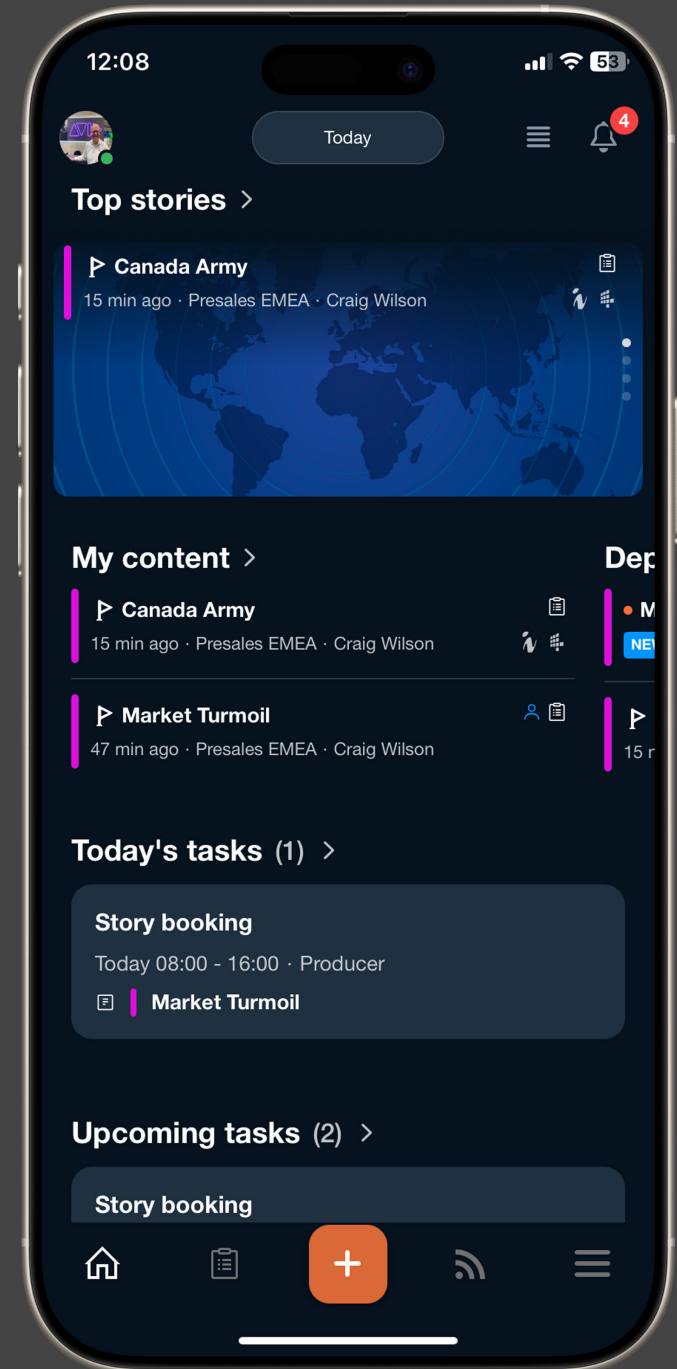 12:08
53
Today
4
Top stories
Canada Army
15 min ago · Presales EMEA · Craig Wilson
My content
Canada Army
15 min ago · Presales EMEA · Craig Wilson
Market Turmoil
47 min ago · Presales EMEA · Craig Wilson
Dep
M
NEW
15 r
Today's tasks (1)
Story booking
Today 08:00 - 16:00 · Producer
Market Turmoil
Upcoming tasks (2)
Story booking